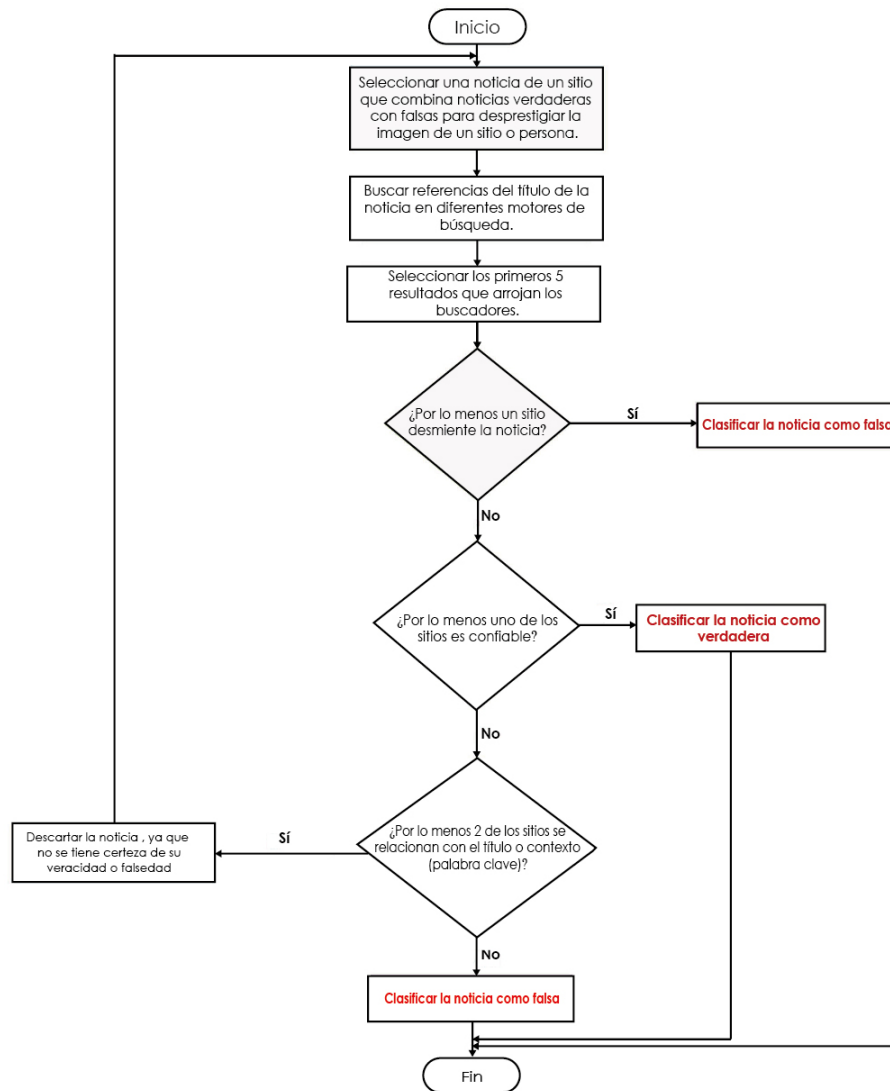 Inicio
Seleccionar una noticia de un sitio
que combina noticias verdaderas
con falsas para desprestigiar la
imagen de un sitio o persona.
Buscar referencias del título de la
noticia en diferentes motores de
búsqueda.
Seleccionar los primeros 5
resultados que arrojan los
buscadores.
¿Por lo menos un sitio
desmiente la noticia?
Sí
Clasificar la noticia como falsa
No
¿Por lo menos uno de los
sitios es confiable?
Sí
Clasificar la noticia como
verdadera
No
¿Por lo menos 2 de los sitios se
relacionan con el título o contexto
(palabra clave)?
Sí
Descartar la noticia , ya que
no se tiene certeza de su
veracidad o falsedad
No
Clasificar la noticia como falsa
Fin